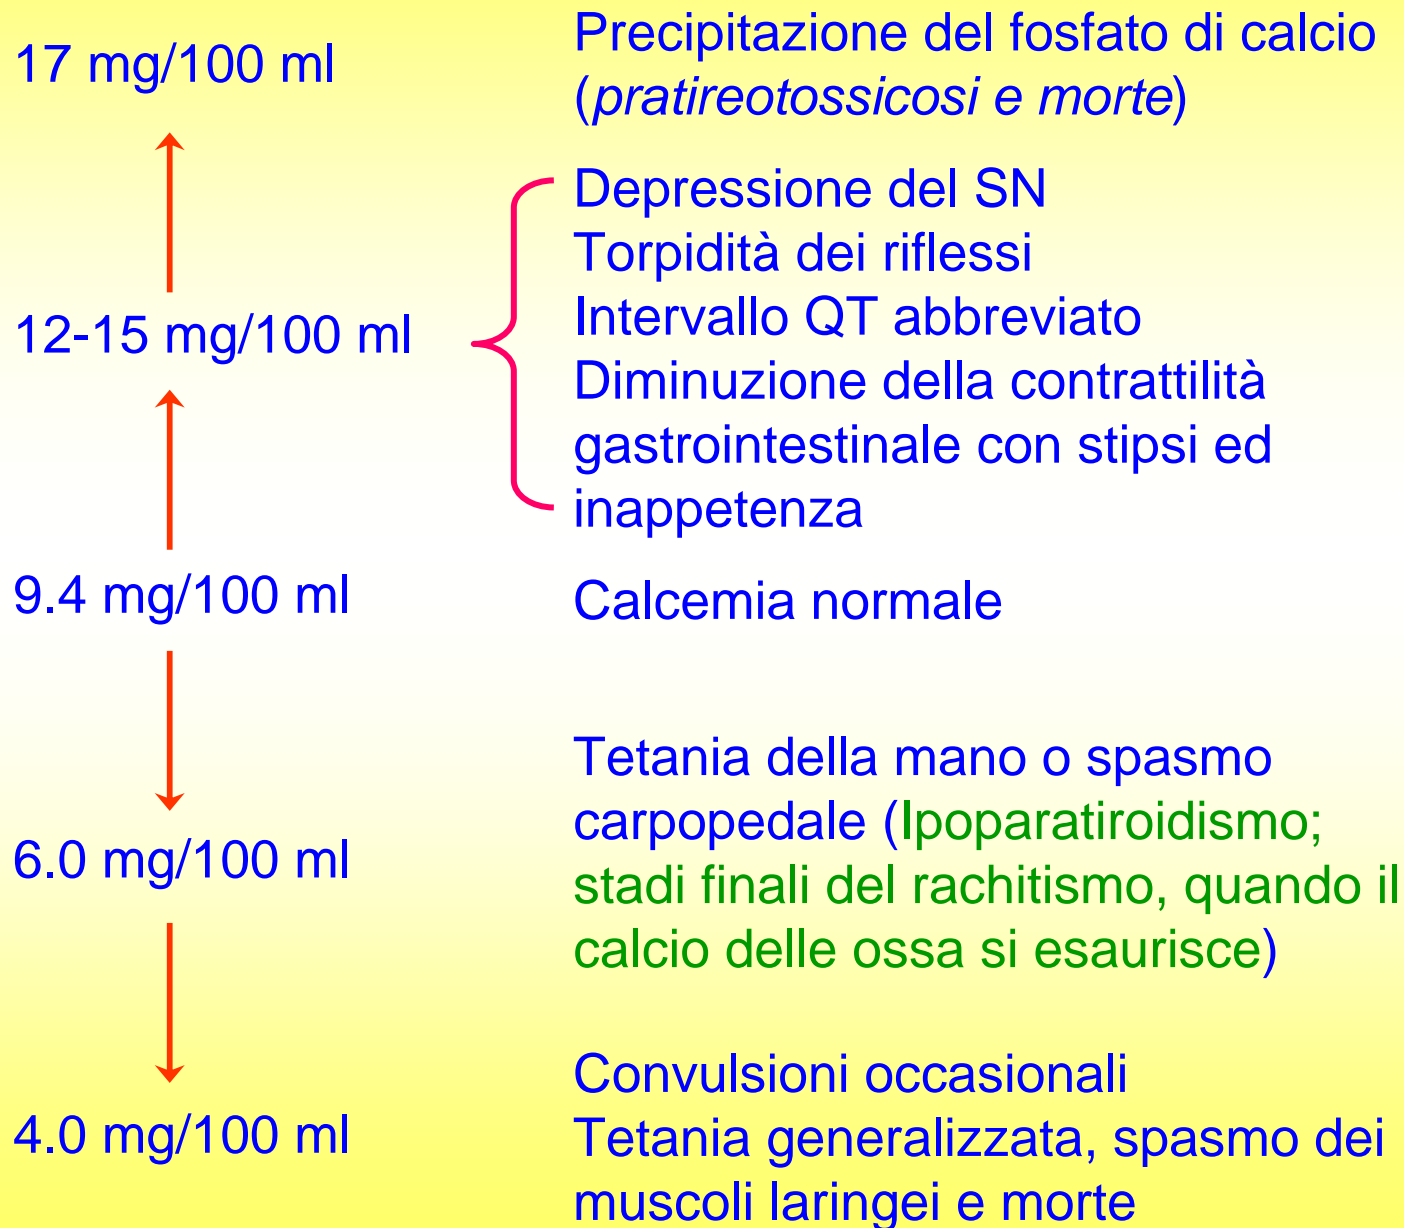 17 mg/100 ml
Precipitazione del fosfato di calcio
(pratireotossicosi e morte)
12-15 mg/100 ml
Depressione del SN
Torpidità dei riflessi
Intervallo QT abbreviato
Diminuzione della contrattilità
gastrointestinale con stipsi ed
inappetenza
9.4 mg/100 ml
Calcemia normale
6.0 mg/100 ml
Tetania della mano o spasmo
carpopedale (Ipoparatiroidismo;
stadi finali del rachitismo, quando il
calcio delle ossa si esaurisce)
4.0 mg/100 ml
Convulsioni occasionali
Tetania generalizzata, spasmo dei
muscoli laringei e morte